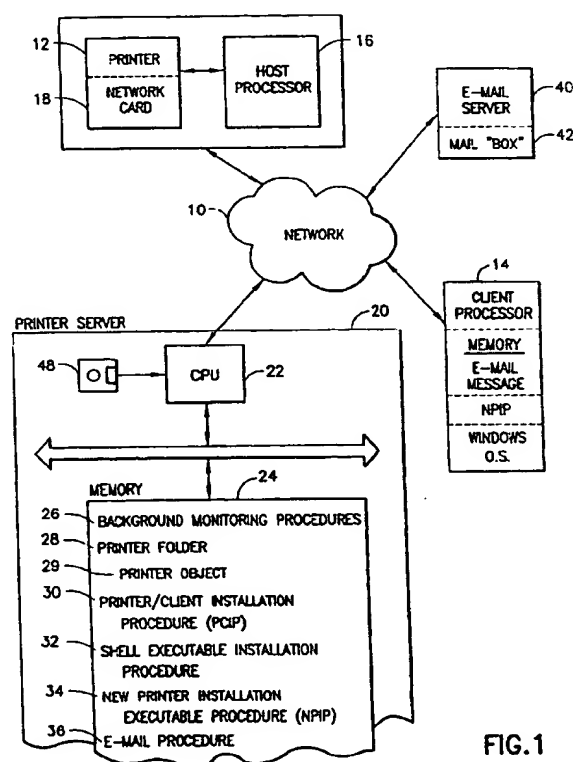 12
PRINTER
18
NETWORK
CARD
16
HOST
PROCESSOR
E-MAIL
SERVER
40
MAIL "BOX"
42
10
NETWORK
14
CLIENT
PROCESSOR
MEMORY
E-MAIL
MESSAGE
NPIP
WINDOWS
O.S.
PRINTER SERVER
20
48
CPU
22
MEMORY
24
26 BACKGROUND MONITORING PROCEDURES
28 PRINTER FOLDER
29 PRINTER OBJECT
30 PRINTER/CLIENT INSTALLATION
PROCEDURE (PCIP)
32 SHELL EXECUTABLE INSTALLATION
PROCEDURE
34 NEW PRINTER INSTALLATION
EXECUTABLE PROCEDURE (NPIP)
36 E-MAIL PROCEDURE
FIG.1